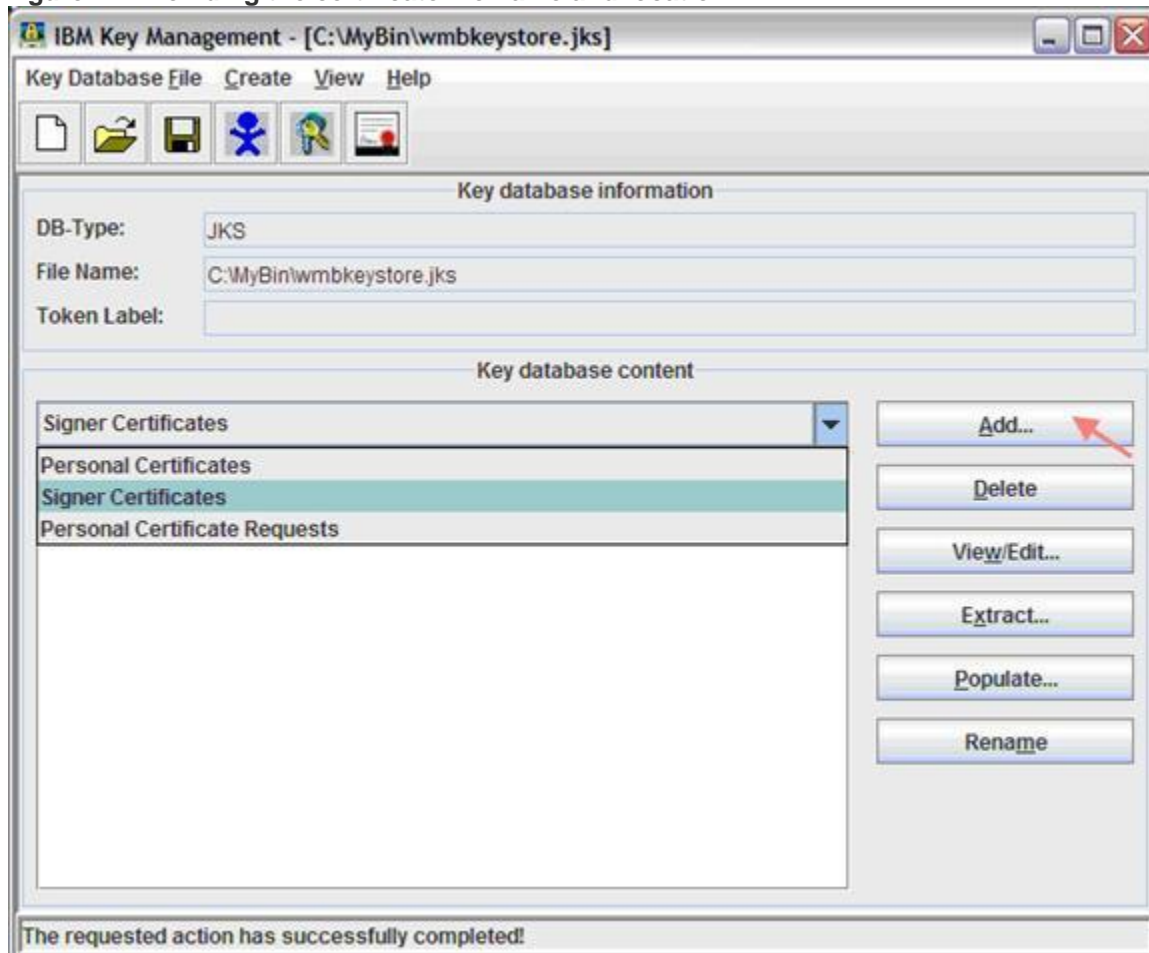 IBM Key Management - [C:\MyBin\wmbkeystore.jks]
Key Database File Create View Help
Key database information
DB-Type: JKS
File Name: C:\MyBin\wmbkeystore.jks
Token Label:
Key database content
Signer Certificates
Add...
Personal Certificates
Signer Certificates
Delete
Personal Certificate Requests
View/Edit...
Extract...
Populate...
Rename
The requested action has successfully completed!